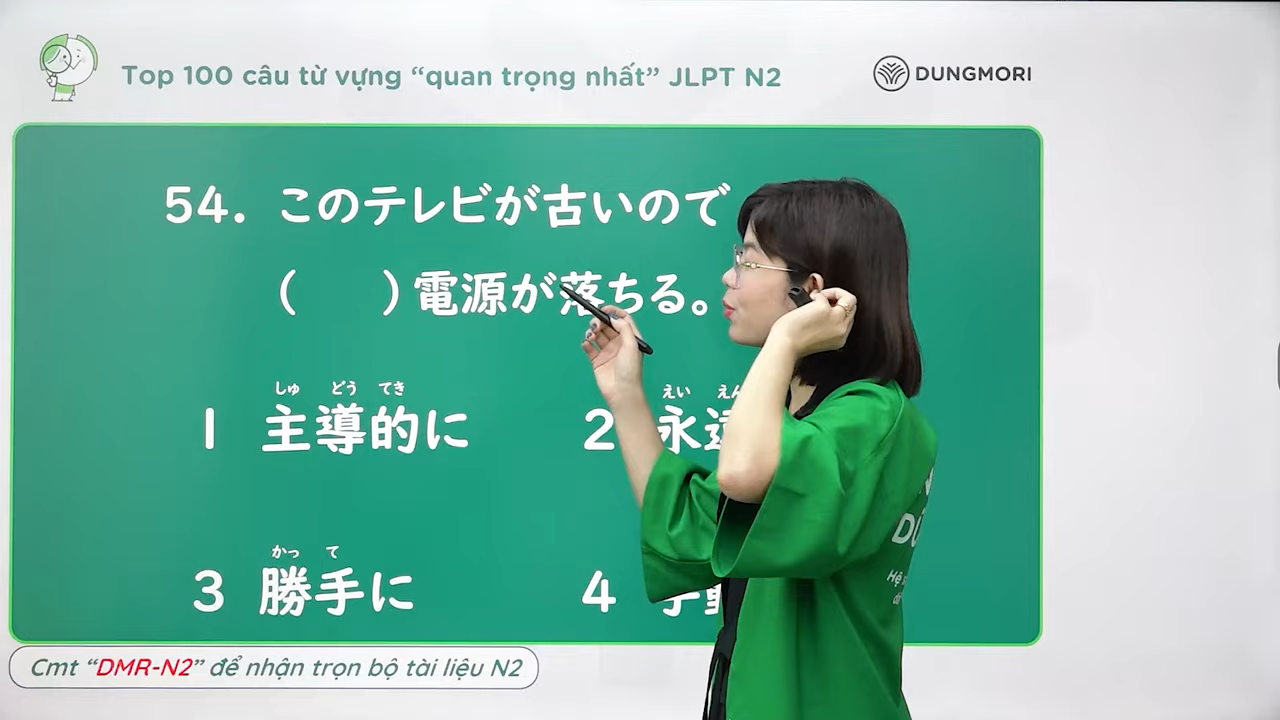 Top 100 câu từ vựng “quan trọng nhất” JLPT N2
DUNGMORI
54. このテレビが古いので
(　　)電源が落ちる。
しゅ どう てき
1 主導的に
えい
2 永
かっ て
3 勝手に
4
Cmt “DMR-N2” để nhận trọn bộ tài liệu N2